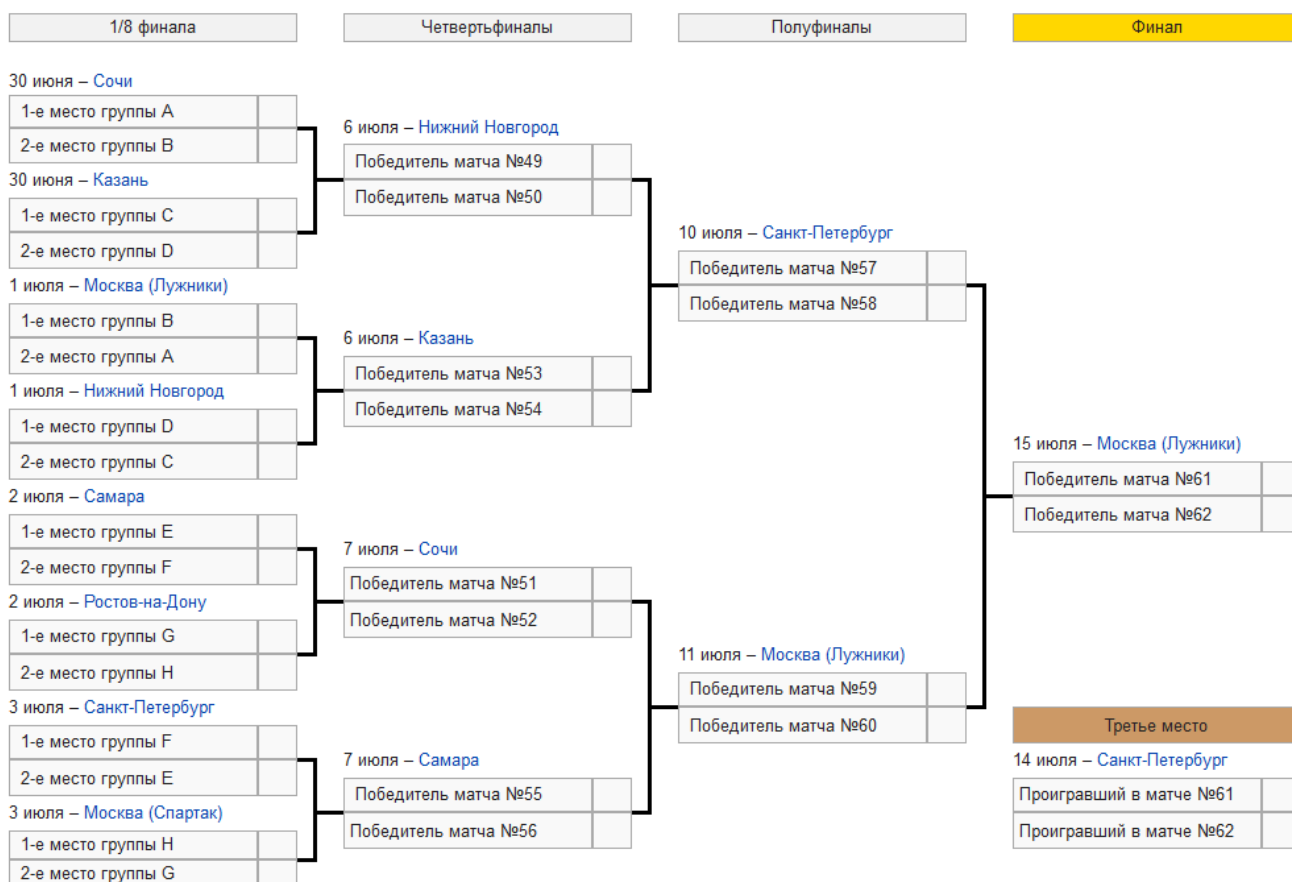 1/8 финала
Четвертьфиналы
Полуфиналы
Финал
30 июня – Сочи
1-е место группы A
2-е место группы B
30 июня – Казань
1-е место группы C
2-е место группы D
1 июля – Москва (Лужники)
1-е место группы B
2-е место группы A
1 июля – Нижний Новгород
1-е место группы D
2-е место группы C
2 июля – Самара
1-е место группы E
2-е место группы F
2 июля – Ростов-на-Дону
1-е место группы G
2-е место группы H
3 июля – Санкт-Петербург
1-е место группы F
2-е место группы E
3 июля – Москва (Спартак)
1-е место группы H
2-е место группы G
6 июля – Нижний Новгород
Победитель матча №49
Победитель матча №50
6 июля – Казань
Победитель матча №53
Победитель матча №54
7 июля – Сочи
Победитель матча №51
Победитель матча №52
7 июля – Самара
Победитель матча №55
Победитель матча №56
10 июля – Санкт-Петербург
Победитель матча №57
Победитель матча №58
11 июля – Москва (Лужники)
Победитель матча №59
Победитель матча №60
15 июля – Москва (Лужники)
Победитель матча №61
Победитель матча №62
Третье место
14 июля – Санкт-Петербург
Проигравший в матче №61
Проигравший в матче №62